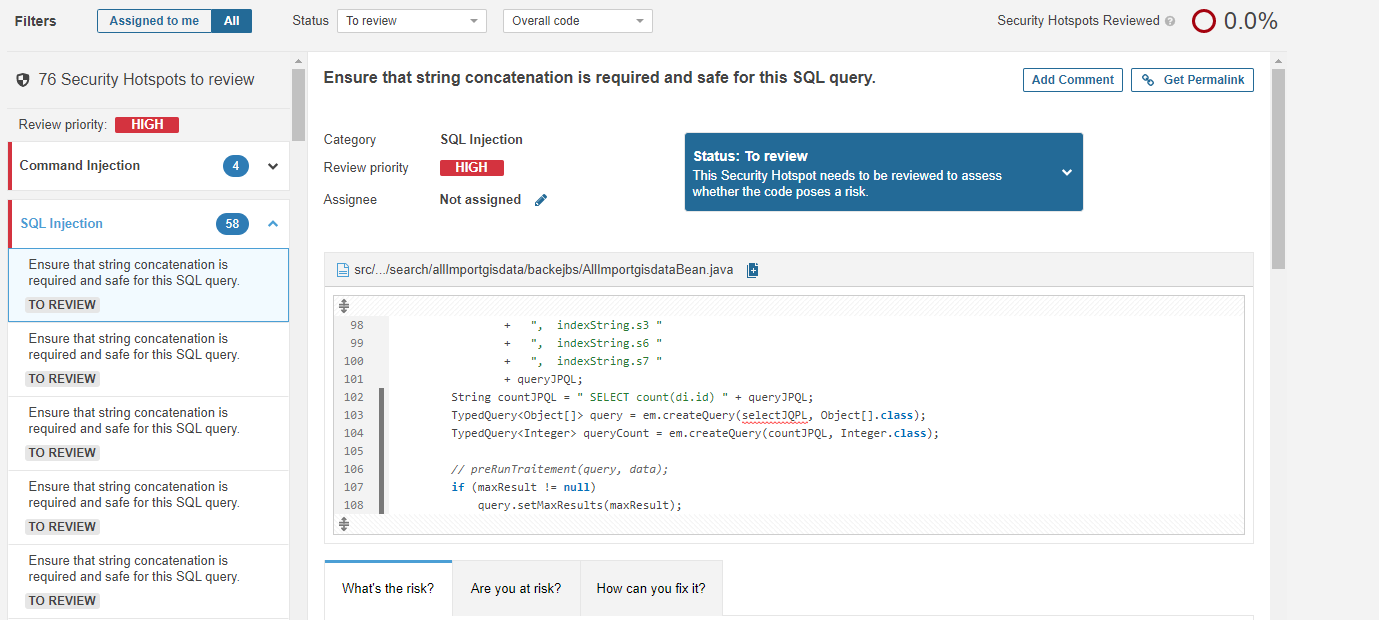 Filters
Assigned to me
All
Status
To review
Overall code
Security Hotspots Reviewed ?
0.0%
76 Security Hotspots to review
Review priority: HIGH
Command Injection 4
SQL Injection 58
Ensure that string concatenation is
required and safe for this SQL query.
TO REVIEW
Ensure that string concatenation is
required and safe for this SQL query.
TO REVIEW
Ensure that string concatenation is
required and safe for this SQL query.
TO REVIEW
Ensure that string concatenation is
required and safe for this SQL query.
TO REVIEW
Ensure that string concatenation is
required and safe for this SQL query.
TO REVIEW
Ensure that string concatenation is required and safe for this SQL query.
Add Comment
Get Permalink
Category SQL Injection
Review priority HIGH
Assignee Not assigned
Status: To review
This Security Hotspot needs to be reviewed to assess
whether the code poses a risk.
src/.../search/allImportgisdata/backejbs/AllImportgisdataBean.java
98 + ", indexString.s3 "
99 + ", indexString.s6 "
100 + ", indexString.s7 "
101 + queryJPQL;
102 String countJPQL = " SELECT count(di.id) " + queryJPQL;
103 TypedQuery<Object[]> query = em.createQuery(selectJQPL, Object[].class);
104 TypedQuery<Integer> queryCount = em.createQuery(countJPQL, Integer.class);
105
106 // preRunTraitement(query, data);
107 if (maxResult != null)
108 query.setMaxResults(maxResult);
What's the risk?
Are you at risk?
How can you fix it?